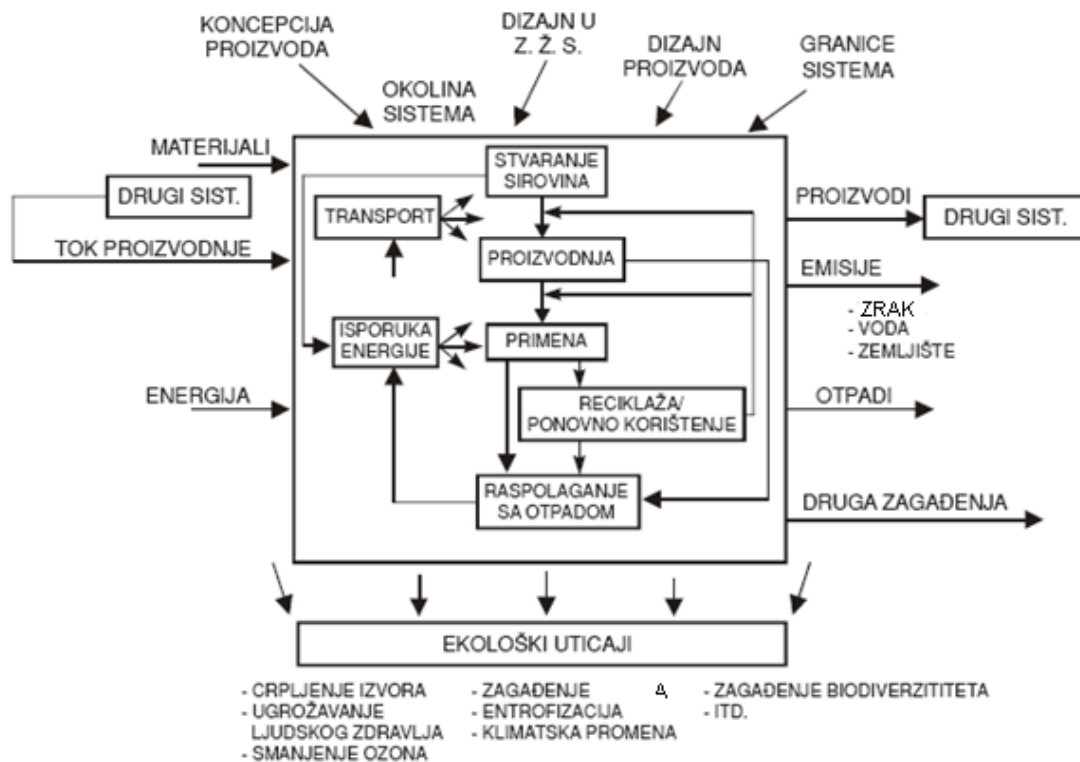 KONCEPCIJA
PROIZVODA
DIZAJN U
Z. Ž. S.
DIZAJN
PROIZVODA
GRANICE
SISTEMA
OKOLINA
SISTEMA
MATERIJALI
DRUGI SIST.
TOK PROIZVODNJE
ENERGIJA
STVARANJE
SIROVINA
TRANSPORT
PROIZVODNJA
ISPORUKA
ENERGIJE
PRIMENA
RECIKLAŽA/
PONOVNO KORIŠTENJE
RASPOLAGANJE
SA OTPADOM
PROIZVODI
DRUGI SIST.
EMISIJE
- ZRAK
- VODA
- ZEMLJIŠTE
OTPADI
DRUGA ZAGAĐENJA
EKOLOŠKI UTICAJI
- CRPLJENJE IZVORA
- UGROŽAVANJE
LJUDSKOG ZDRAVLJA
- SMANJENJE OZONA
- ZAGAĐENJE A
- ENTROFIZACIJA
- KLIMATSKA PROMENA
- ZAGAĐENJE BIODIVERZITITETA
- ITD.